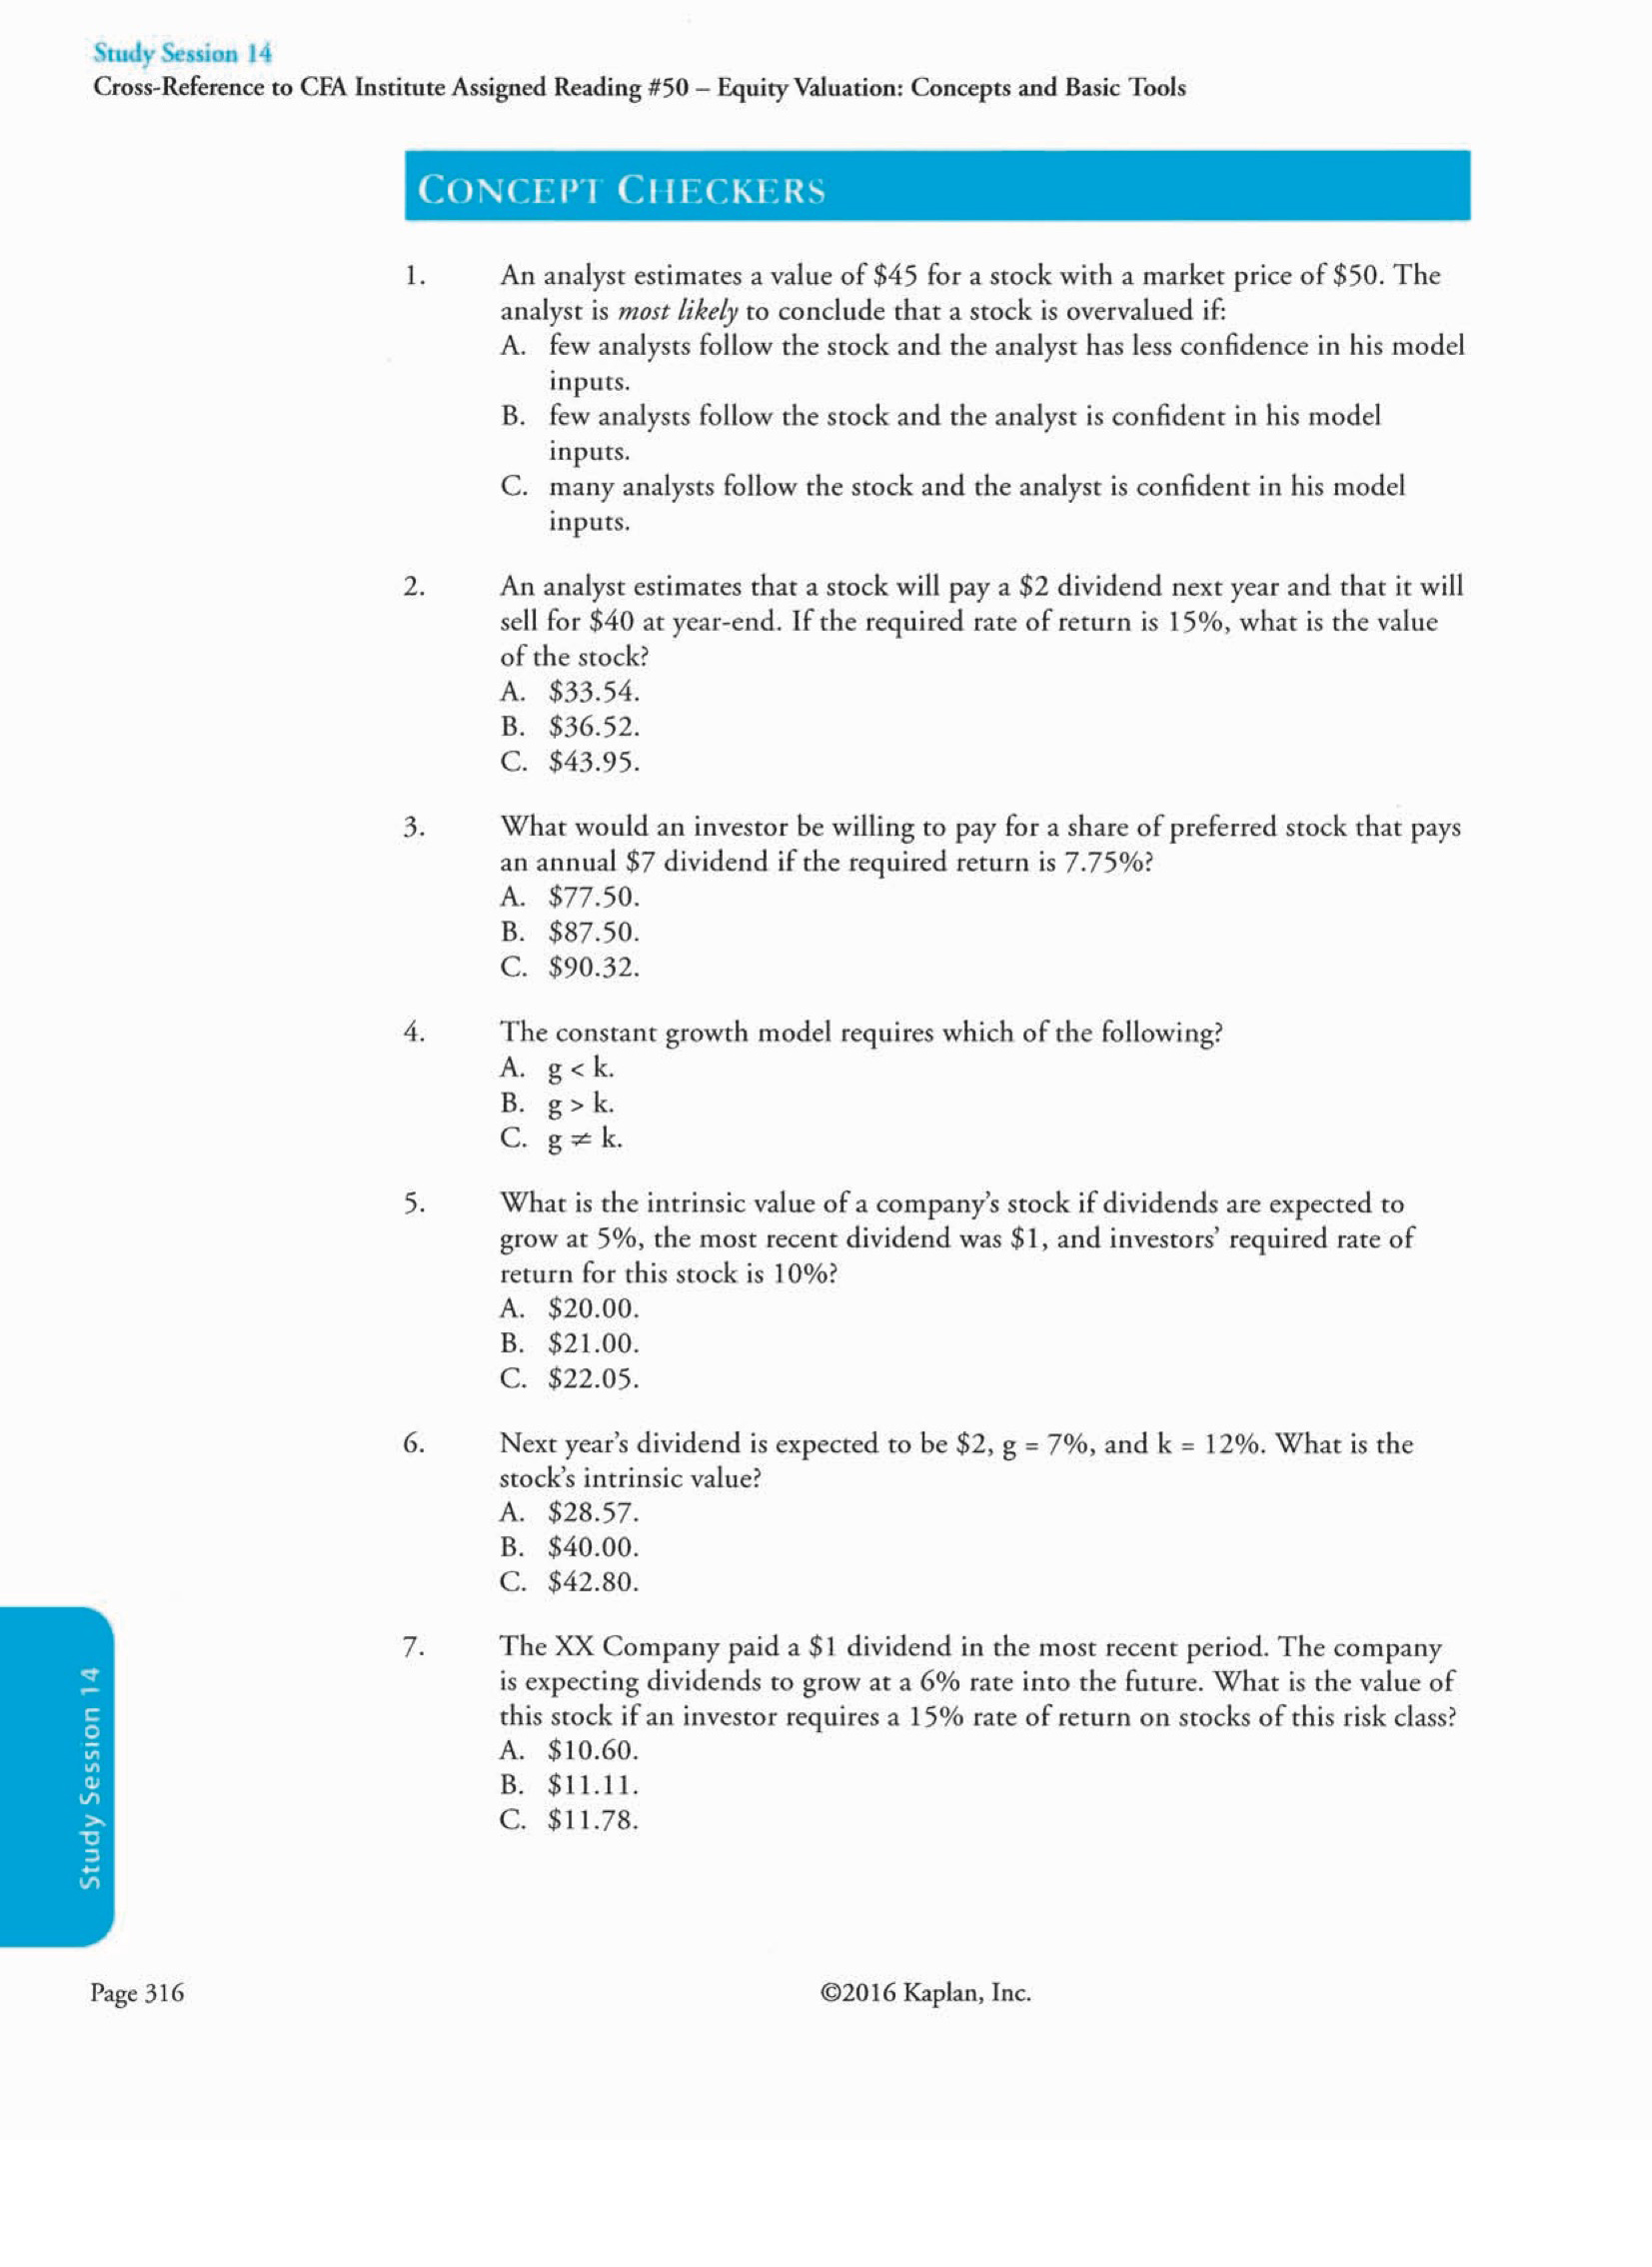 Study Session 14
Cross-Reference to CFA Institute Assigned Reading #50 – Equity Valuation: Concepts and Basic Tools
CONCEPT CHECKERS
1. An analyst estimates a value of $45 for a stock with a market price of $50. The
analyst is most likely to conclude that a stock is overvalued if:
A. few analysts follow the stock and the analyst has less confidence in his model
inputs.
B. few analysts follow the stock and the analyst is confident in his model
inputs.
C. many analysts follow the stock and the analyst is confident in his model
inputs.
2. An analyst estimates that a stock will pay a $2 dividend next year and that it will
sell for $40 at year-end. If the required rate of return is 15%, what is the value
of the stock?
A. $33.54.
B. $36.52.
C. $43.95.
3. What would an investor be willing to pay for a share of preferred stock that pays
an annual $7 dividend if the required return is 7.75%?
A. $77.50.
B. $87.50.
C. $90.32.
4. The constant growth model requires which of the following?
A. g < k.
B. g > k.
C. g ≠ k.
5. What is the intrinsic value of a company's stock if dividends are expected to
grow at 5%, the most recent dividend was $1, and investors' required rate of
return for this stock is 10%?
A. $20.00.
B. $21.00.
C. $22.05.
6. Next year's dividend is expected to be $2, g = 7%, and k = 12%. What is the
stock's intrinsic value?
A. $28.57.
B. $40.00.
C. $42.80.
7. The XX Company paid a $1 dividend in the most recent period. The company
is expecting dividends to grow at a 6% rate into the future. What is the value of
this stock if an investor requires a 15% rate of return on stocks of this risk class?
A. $10.60.
B. $11.11.
C. $11.78.
Study Session 14
Page 316 ©2016 Kaplan, Inc.